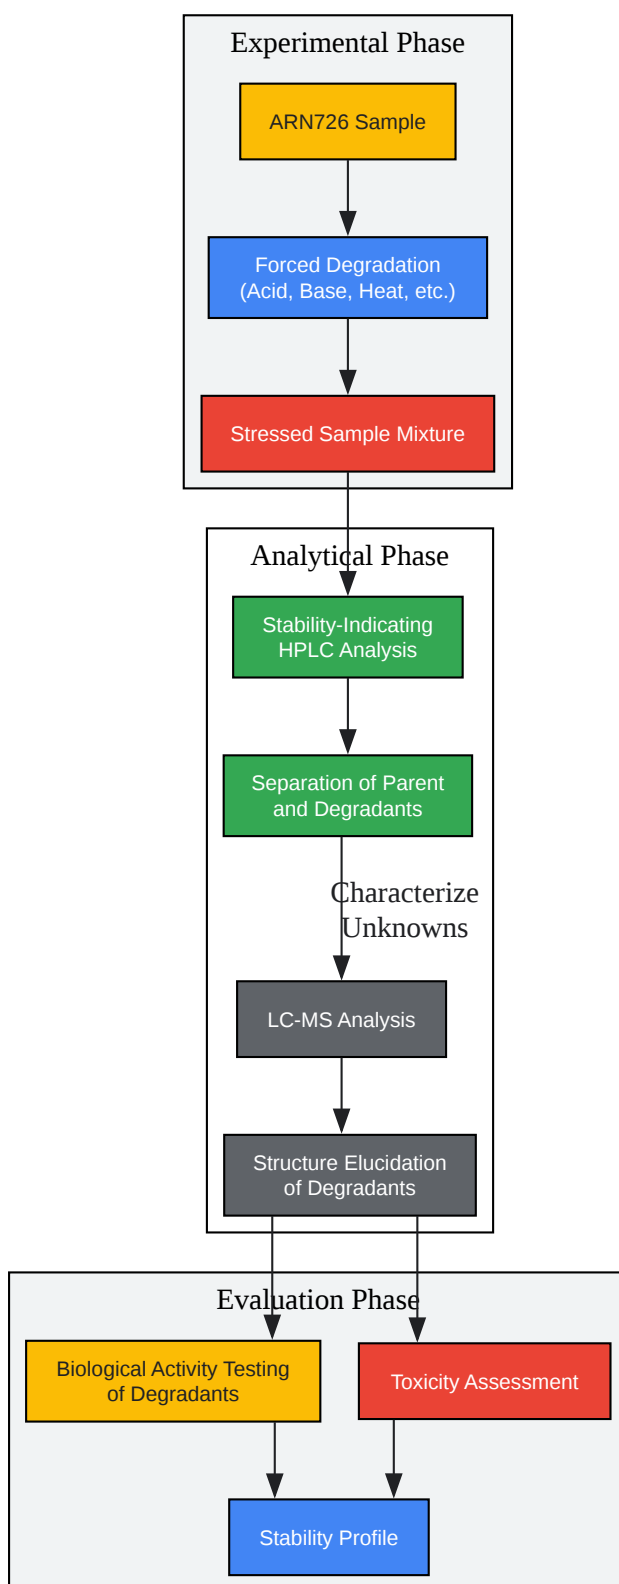 Experimental Phase
ARN726 Sample
Forced Degradation
(Acid, Base, Heat, etc.)
Stressed Sample Mixture
Analytical Phase
Stability-Indicating
HPLC Analysis
Separation of Parent
and Degradants
Characterize
Unknowns
LC-MS Analysis
Structure Elucidation
of Degradants
Evaluation Phase
Biological Activity Testing
of Degradants
Toxicity Assessment
Stability Profile